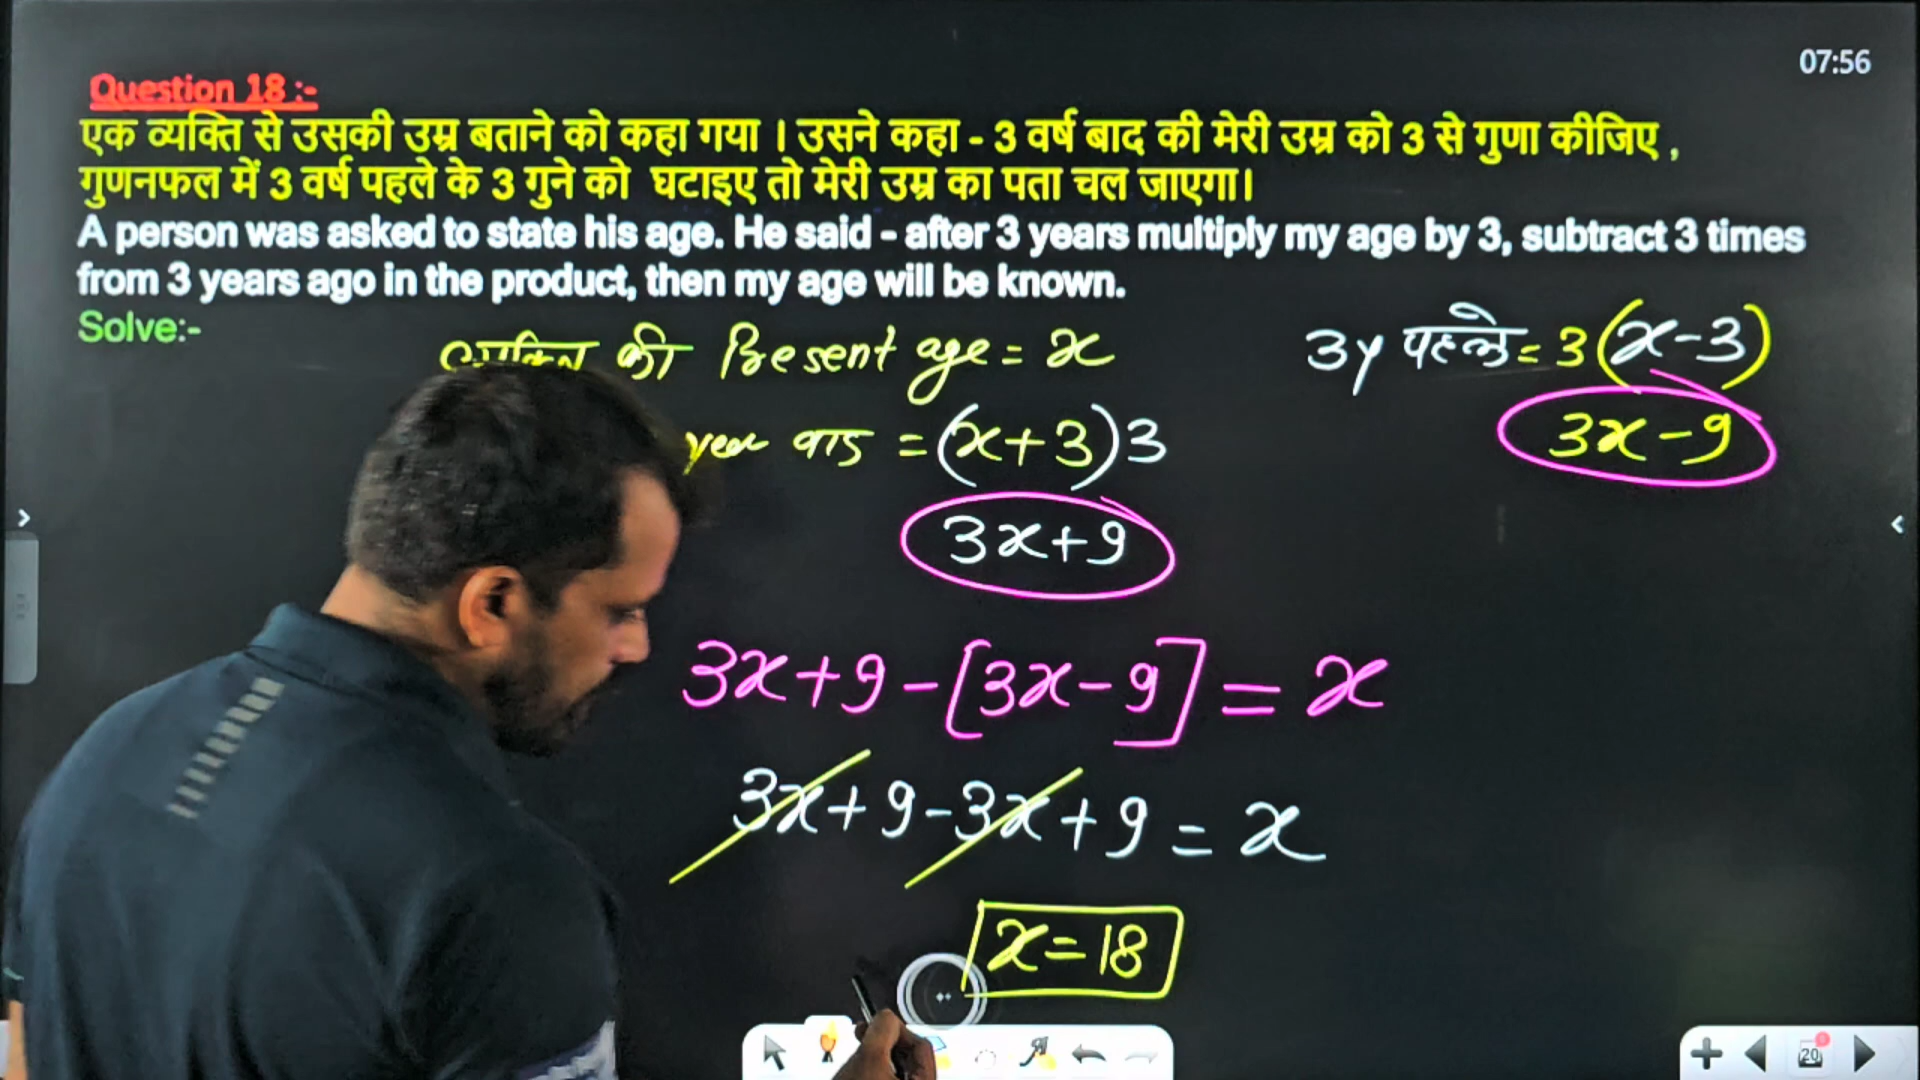 07:56
Question 18 :-
एक व्यक्ति से उसकी उम्र बताने को कहा गया । उसने कहा - 3 वर्ष बाद की मेरी उम्र को 3 से गुणा कीजिए ,
गुणनफल में 3 वर्ष पहले के 3 गुने को घटाइए तो मेरी उम्र का पता चल जाएगा।
A person was asked to state his age. He said - after 3 years multiply my age by 3, subtract 3 times
from 3 years ago in the product, then my age will be known.
Solve:-
की Present age = x
year बाद = (x+3)3
3x+9
3y पहले = 3(x-3)
3x-9
3x+9-[3x-9] = x
3x+9-3x+9 = x
x=18
20